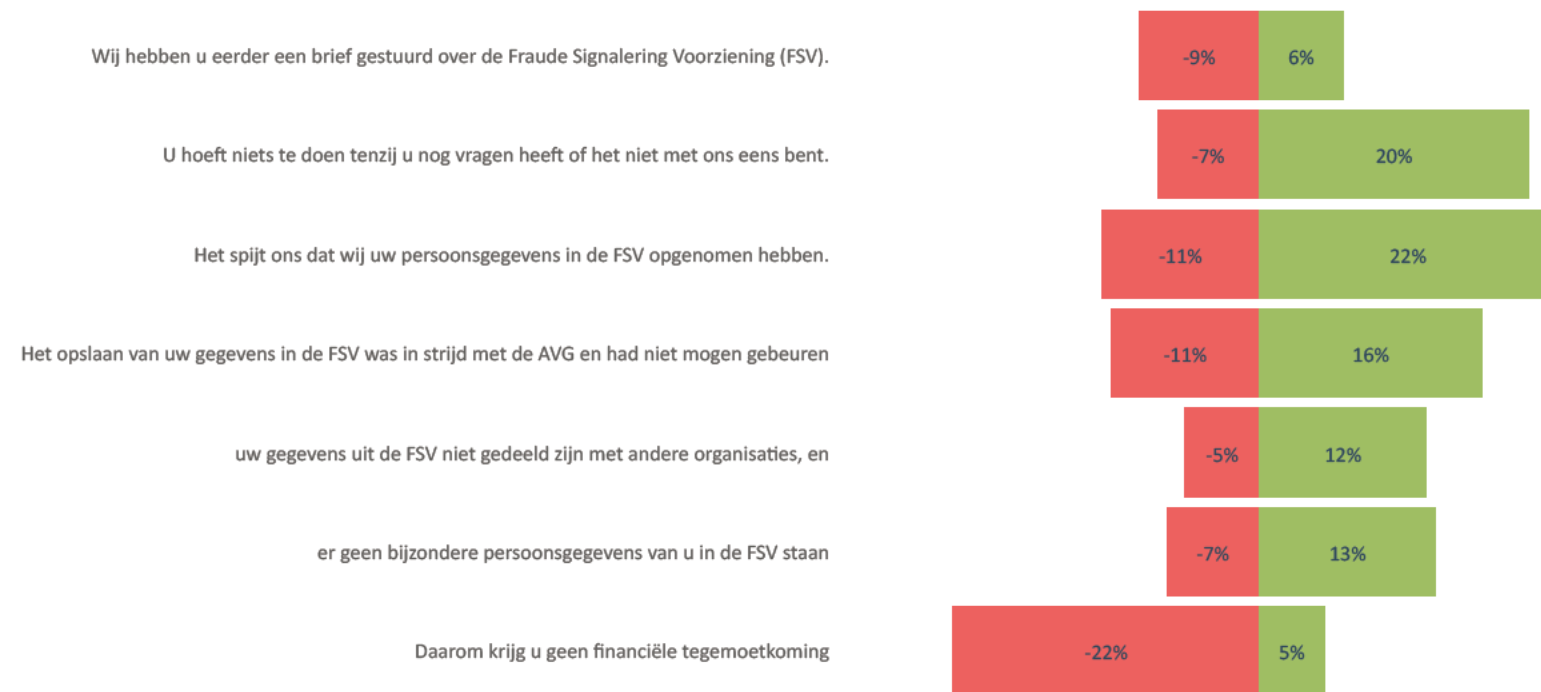 Wij hebben u eerder een brief gestuurd over de Fraude Signalering Voorziening (FSV). -9% 6%
U hoeft niets te doen tenzij u nog vragen heeft of het niet met ons eens bent. -7% 20%
Het spijt ons dat wij uw persoonsgegevens in de FSV opgenomen hebben. -11% 22%
Het opslaan van uw gegevens in de FSV was in strijd met de AVG en had niet mogen gebeuren -11% 16%
uw gegevens uit de FSV niet gedeeld zijn met andere organisaties, en -5% 12%
er geen bijzondere persoonsgegevens van u in de FSV staan -7% 13%
Daarom krijg u geen financiële tegemoetkoming -22% 5%